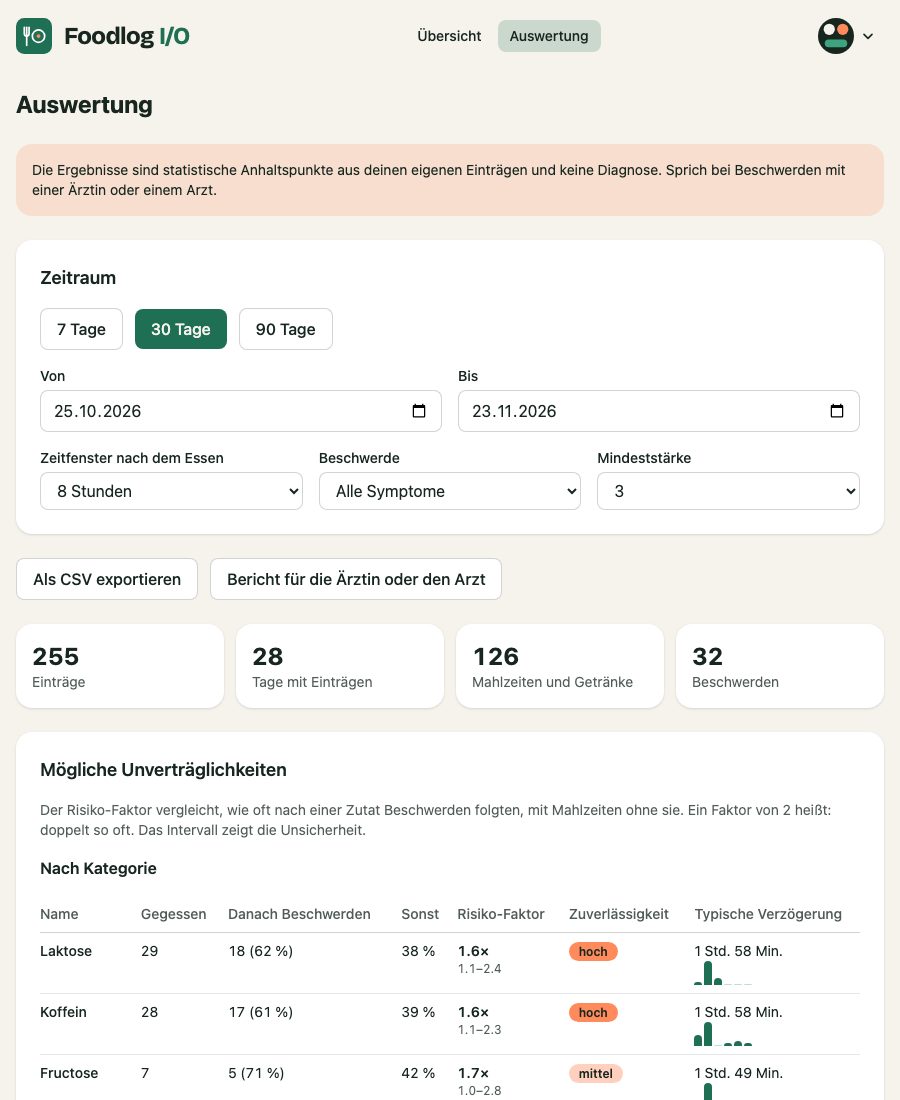 Foodlog I/O
Übersicht
Auswertung
Auswertung
Die Ergebnisse sind statistische Anhaltspunkte aus deinen eigenen Einträgen und keine Diagnose. Sprich bei Beschwerden mit
einer Ärztin oder einem Arzt.
Zeitraum
7 Tage
30 Tage
90 Tage
Von
Bis
25.10.2026
23.11.2026
Zeitfenster nach dem Essen
Beschwerde
Mindeststärke
8 Stunden
Alle Symptome
3
Als CSV exportieren
Bericht für die Ärztin oder den Arzt
255
Einträge
28
Tage mit Einträgen
126
Mahlzeiten und Getränke
32
Beschwerden
Mögliche Unverträglichkeiten
Der Risiko-Faktor vergleicht, wie oft nach einer Zutat Beschwerden folgten, mit Mahlzeiten ohne sie. Ein Faktor von 2 heißt:
doppelt so oft. Das Intervall zeigt die Unsicherheit.
Nach Kategorie
Name Gegessen Danach Beschwerden Sonst Risiko-Faktor Zuverlässigkeit Typische Verzögerung
Laktose 29 18 (62 %) 38 % 1.6× hoch 1 Std. 58 Min.
1.1–2.4
Koffein 28 17 (61 %) 39 % 1.6× hoch 1 Std. 58 Min.
1.1–2.3
Fructose 7 5 (71 %) 42 % 1.7× mittel 1 Std. 49 Min.
1.0–2.8